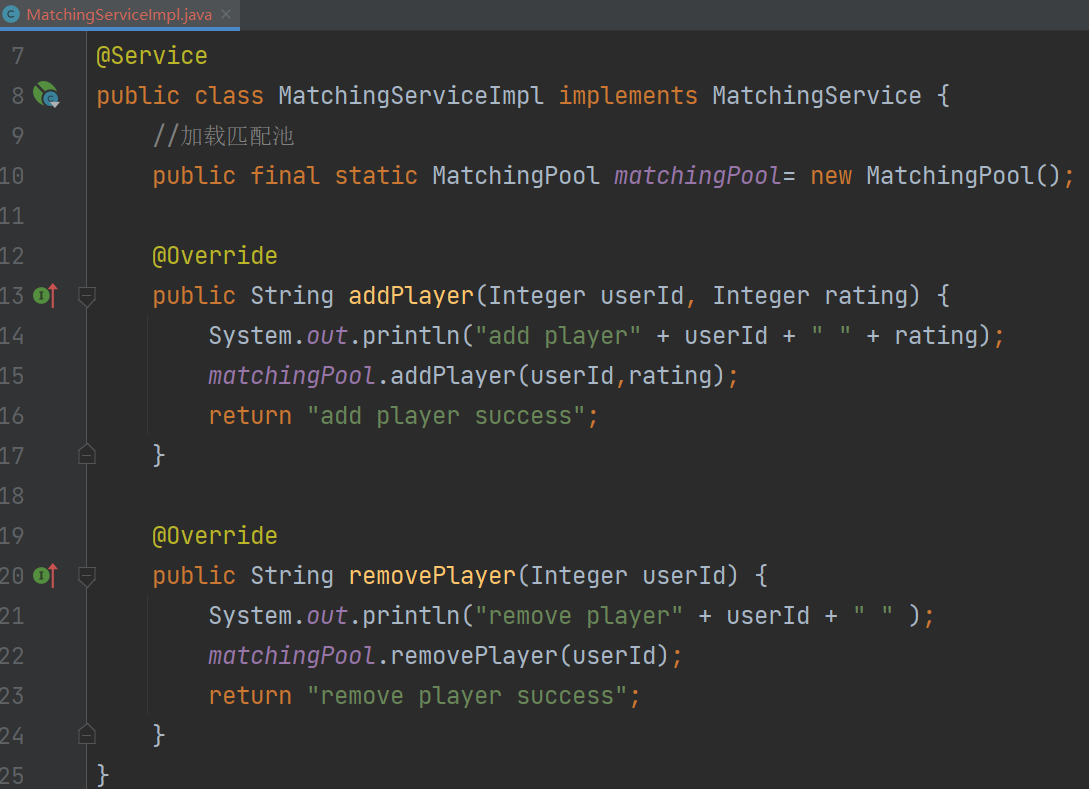 MatchingServiceImpl.java
7 @Service
8 public class MatchingServiceImpl implements MatchingService {
9 //加载匹配池
10 public final static MatchingPool matchingPool= new MatchingPool();
11
12 @Override
13 public String addPlayer(Integer userId, Integer rating) {
14 System.out.println("add player" + userId + " " + rating);
15 matchingPool.addPlayer(userId,rating);
16 return "add player success";
17 }
18
19 @Override
20 public String removePlayer(Integer userId) {
21 System.out.println("remove player" + userId + " " );
22 matchingPool.removePlayer(userId);
23 return "remove player success";
24 }
25 }